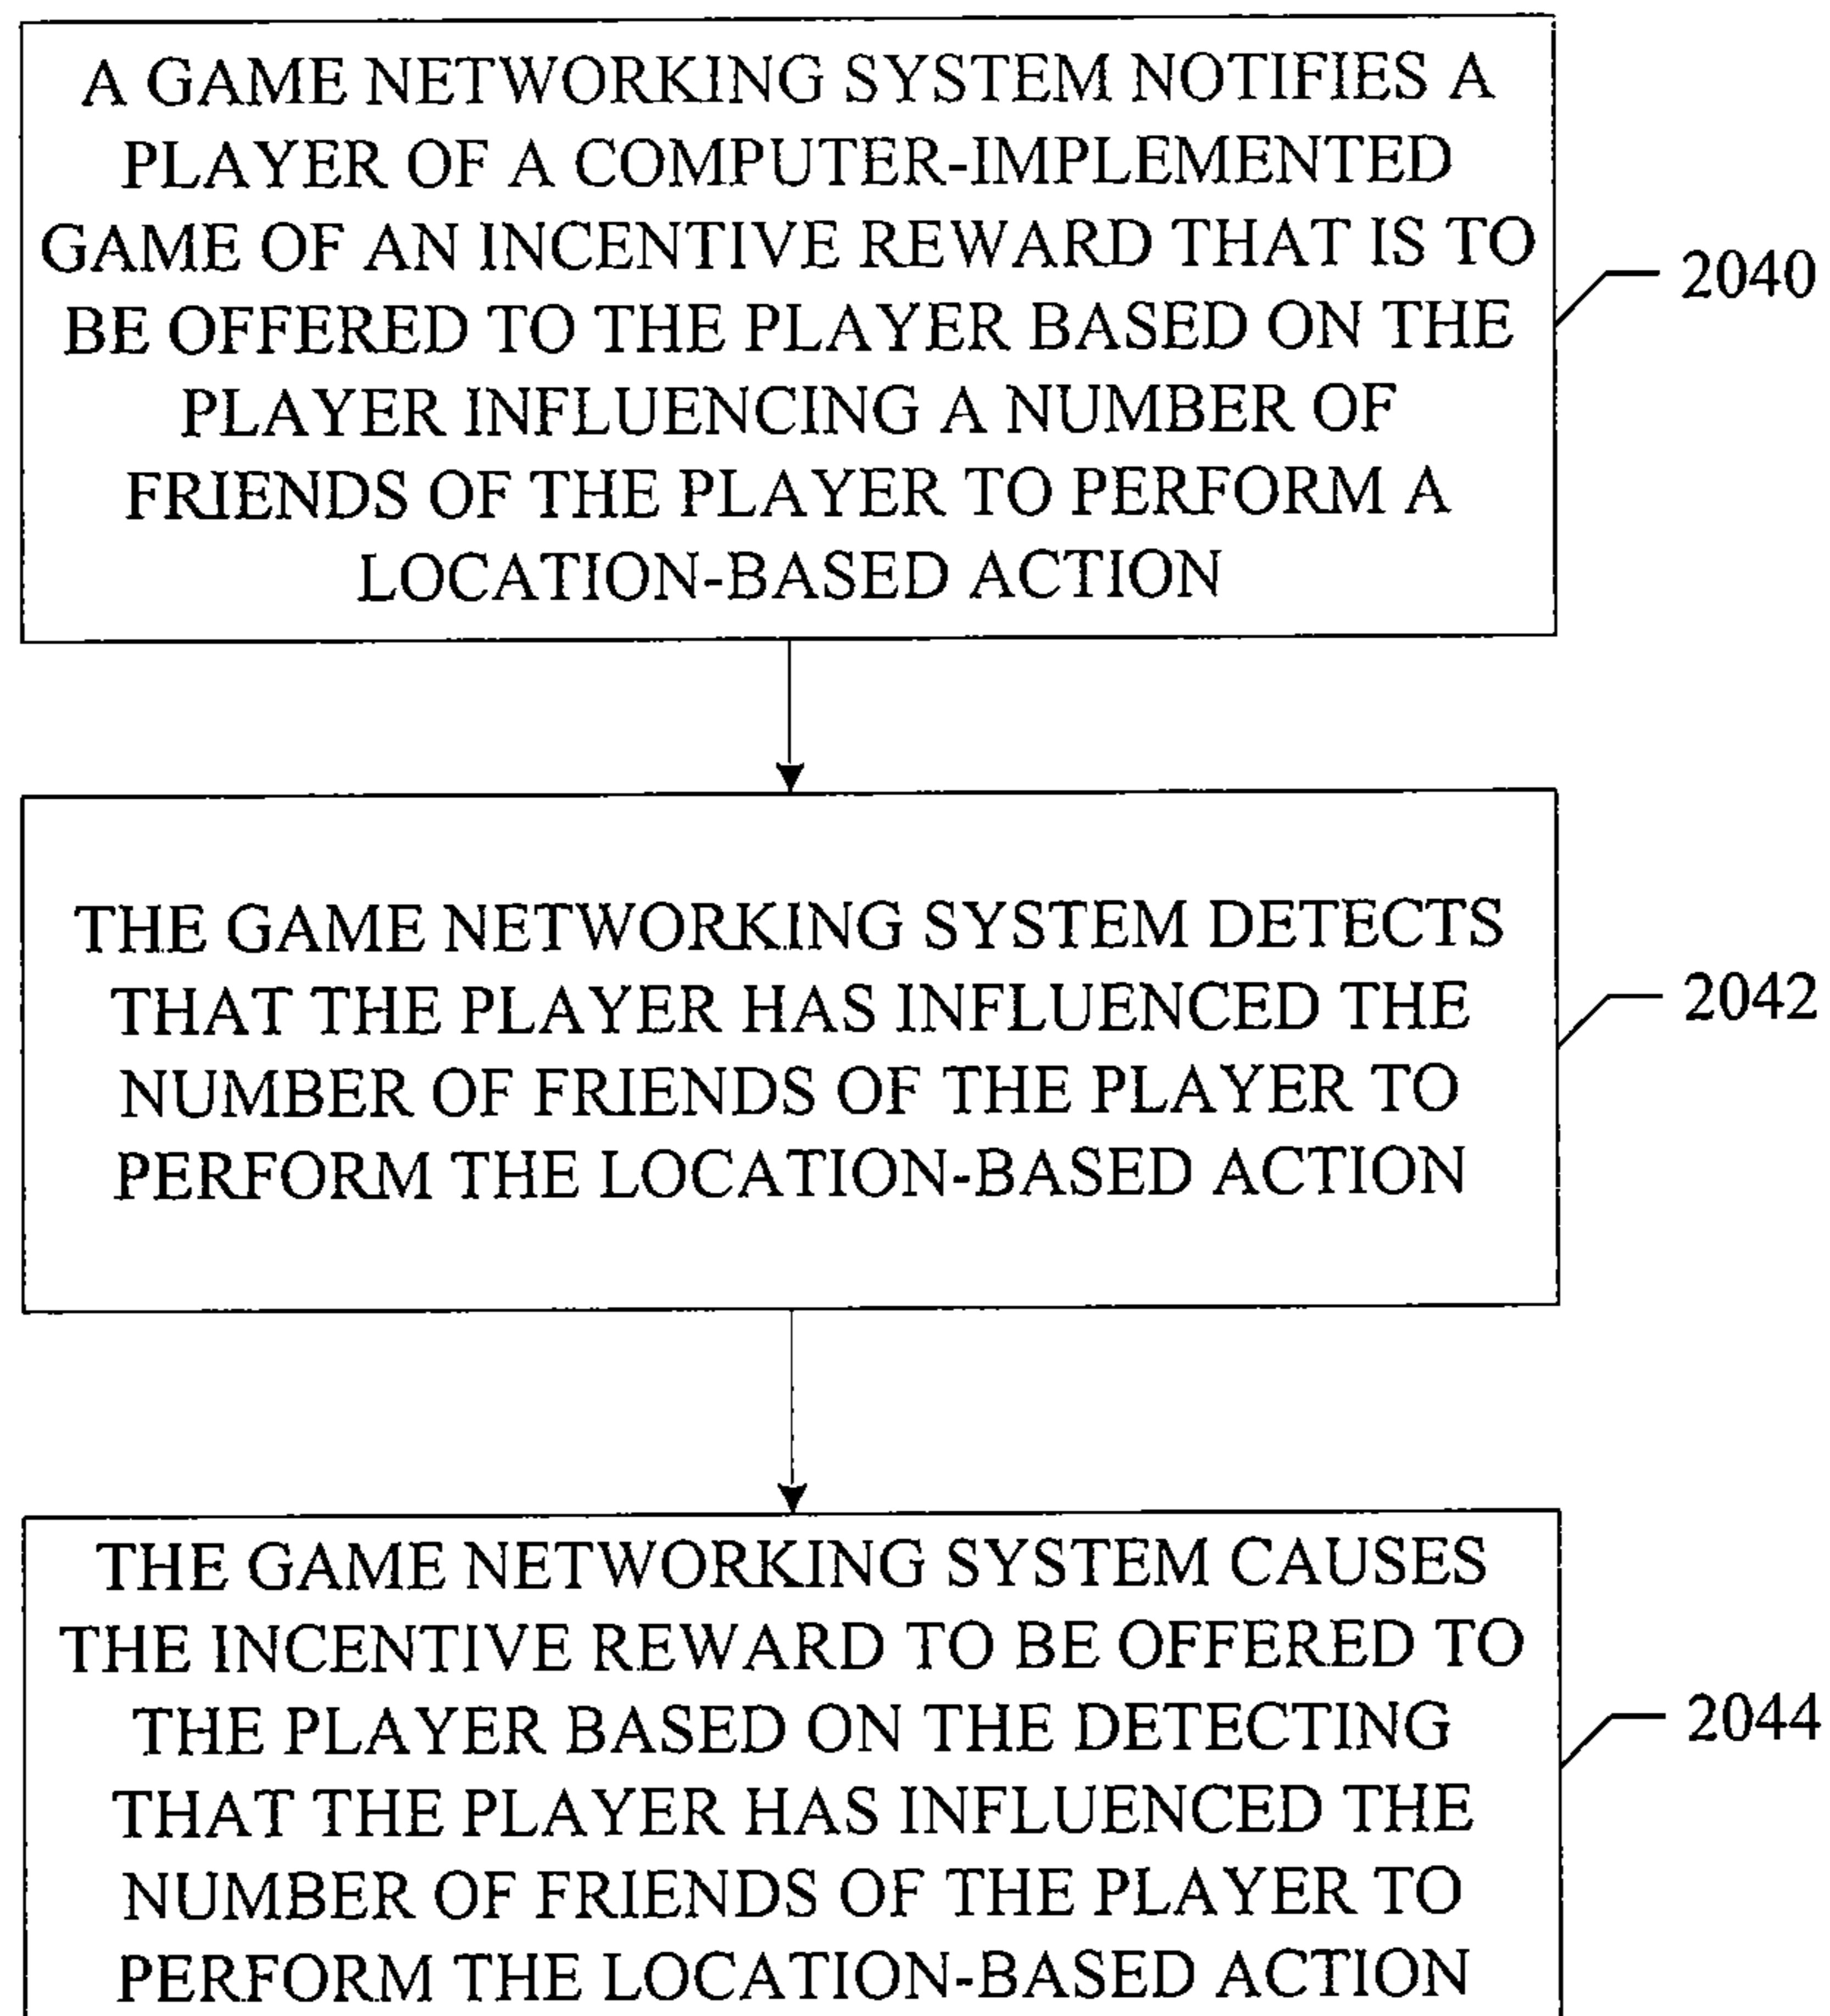 A GAME NETWORKING SYSTEM NOTIFIES A
PLAYER OF A COMPUTER-IMPLEMENTED
GAME OF AN INCENTIVE REWARD THAT IS TO
BE OFFERED TO THE PLAYER BASED ON THE
PLAYER INFLUENCING A NUMBER OF
FRIENDS OF THE PLAYER TO PERFORM A
LOCATION-BASED ACTION
2040
THE GAME NETWORKING SYSTEM DETECTS
THAT THE PLAYER HAS INFLUENCED THE
NUMBER OF FRIENDS OF THE PLAYER TO
PERFORM THE LOCATION-BASED ACTION
2042
THE GAME NETWORKING SYSTEM CAUSES
THE INCENTIVE REWARD TO BE OFFERED TO
THE PLAYER BASED ON THE DETECTING
THAT THE PLAYER HAS INFLUENCED THE
NUMBER OF FRIENDS OF THE PLAYER TO
PERFORM THE LOCATION-BASED ACTION
2044